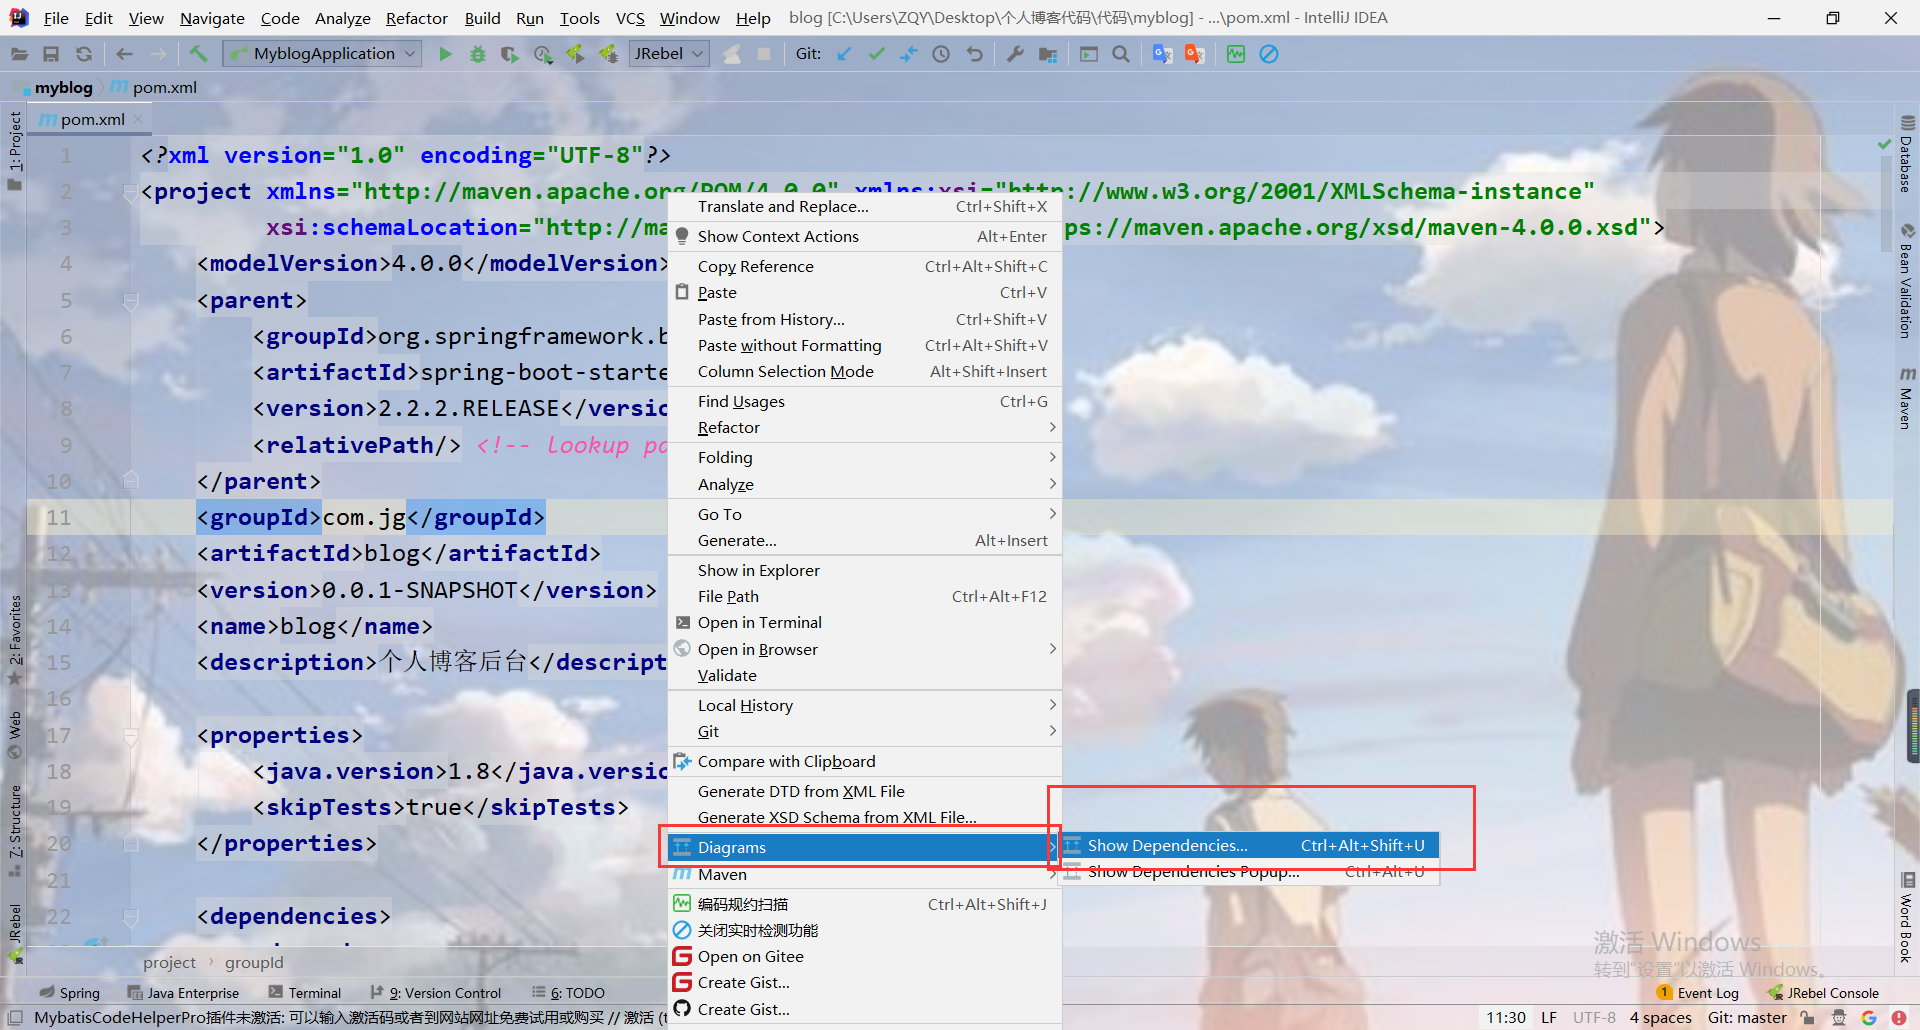 File Edit View Navigate Code Analyze Refactor Build Run Tools VCS Window Help blog [C:\Users\ZQY\Desktop\个人博客代码\代码\myblog] - ...\pom.xml - IntelliJ IDEA
MyblogApplication JRebel Git:
myblog pom.xml
pom.xml
1 <?xml version="1.0" encoding="UTF-8"?>
2 <project xmlns="http://maven.apache.org/POM/4.0.0" xmlns:xsi="http://www.w3.org/2001/XMLSchema-instance"
3 xsi:schemaLocation="http://ma ps://maven.apache.org/xsd/maven-4.0.0.xsd">
4 <modelVersion>4.0.0</modelVersion>
5 <parent>
6 <groupId>org.springframework.b
7 <artifactId>spring-boot-starte
8 <version>2.2.2.RELEASE</versio
9 <relativePath/> <!-- lookup pa
10 </parent>
11 <groupId>com.jg</groupId>
12 <artifactId>blog</artifactId>
13 <version>0.0.1-SNAPSHOT</version>
14 <name>blog</name>
15 <description>个人博客后台</descript
16
17 <properties>
18 <java.version>1.8</java.versio
19 <skipTests>true</skipTests>
20 </properties>
21
22 <dependencies>
Translate and Replace... Ctrl+Shift+X
Show Context Actions Alt+Enter
Copy Reference Ctrl+Alt+Shift+C
Paste Ctrl+V
Paste from History... Ctrl+Shift+V
Paste without Formatting Ctrl+Alt+Shift+V
Column Selection Mode Alt+Shift+Insert
Find Usages Ctrl+G
Refactor
Folding
Analyze
Go To
Generate... Alt+Insert
Show in Explorer
File Path Ctrl+Alt+F12
Open in Terminal
Open in Browser
Validate
Local History
Git
Compare with Clipboard
Generate DTD from XML File
Generate XSD Schema from XML File...
Diagrams
Maven
编码规约扫描 Ctrl+Alt+Shift+J
关闭实时检测功能
Open on Gitee
Create Gist...
Create Gist...
Show Dependencies... Ctrl+Alt+Shift+U
Show Dependencies Popup... Ctrl+Alt+U
1: Project
2: Favorites
Web
Z: Structure
JRebel
Database
Bean Validation
m Maven
Word Book
激活 Windows
转到"设置"以激活 Windows。
project › groupId
Spring Java Enterprise Terminal 9: Version Control 6: TODO 1 Event Log JRebel Console
MybatisCodeHelperPro插件未激活: 可以输入激活码或者到网站网址免费试用或购买 // 激活 (t 11:30 LF UTF-8 4 spaces Git: master